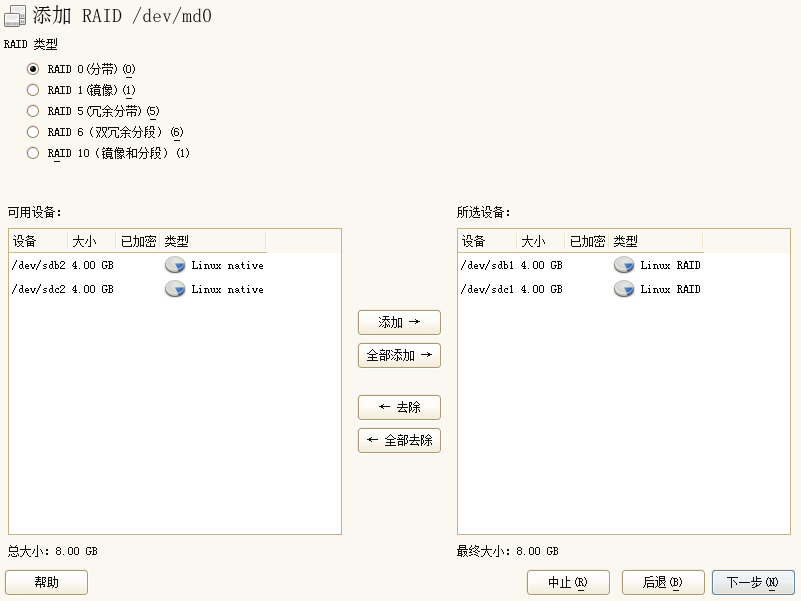 添加 RAID /dev/md0
RAID 类型
RAID 0(分带)(0)
RAID 1(镜像)(1)
RAID 5(冗余分带)(5)
RAID 6（双冗余分段）(6)
RAID 10（镜像和分段）(1)
可用设备:
设备 大小 已加密 类型
/dev/sdb2 4.00 GB Linux native
/dev/sdc2 4.00 GB Linux native
总大小: 8.00 GB
添加 →
全部添加 →
← 去除
← 全部去除
所选设备:
设备 大小 已加密 类型
/dev/sdb1 4.00 GB Linux RAID
/dev/sdc1 4.00 GB Linux RAID
最终大小: 8.00 GB
帮助 中止(R) 后退(B) 下一步(N)